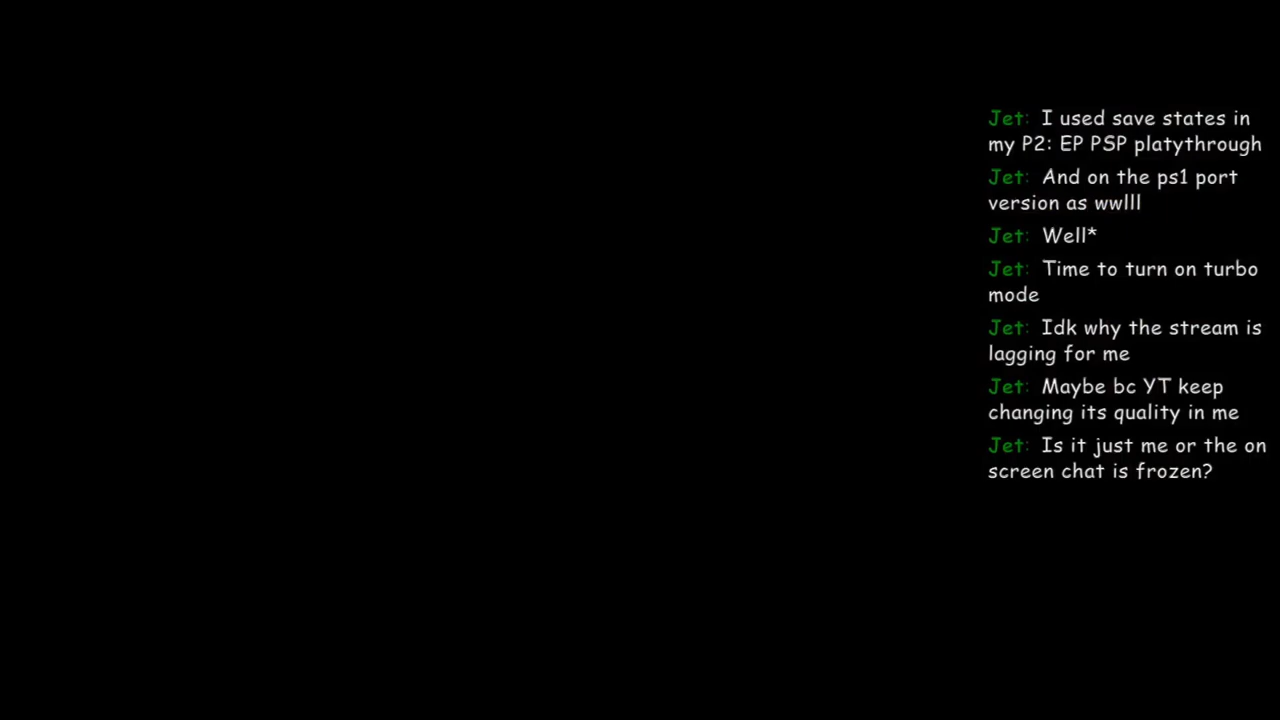 Jet: I used save states in
my P2: EP PSP platythrough
Jet: And on the ps1 port
version as wwlll
Jet: Well*
Jet: Time to turn on turbo
mode
Jet: Idk why the stream is
lagging for me
Jet: Maybe bc YT keep
changing its quality in me
Jet: Is it just me or the on
screen chat is frozen?